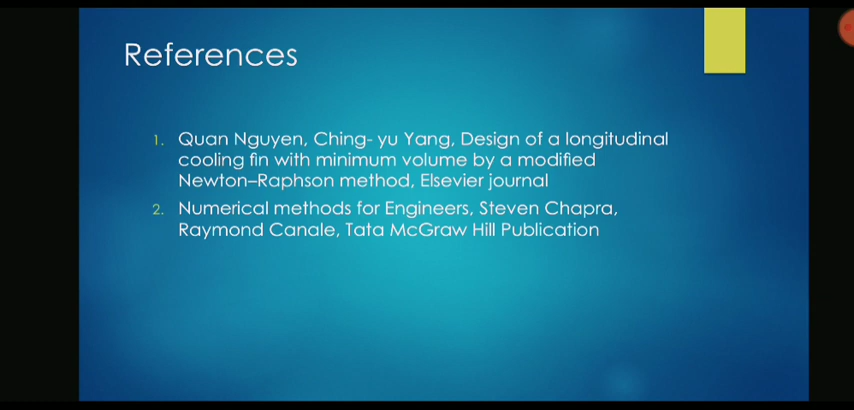 References
1. Quan Nguyen, Ching- yu Yang, Design of a longitudinal
cooling fin with minimum volume by a modified
Newton–Raphson method, Elsevier journal
2. Numerical methods for Engineers, Steven Chapra,
Raymond Canale, Tata McGraw Hill Publication